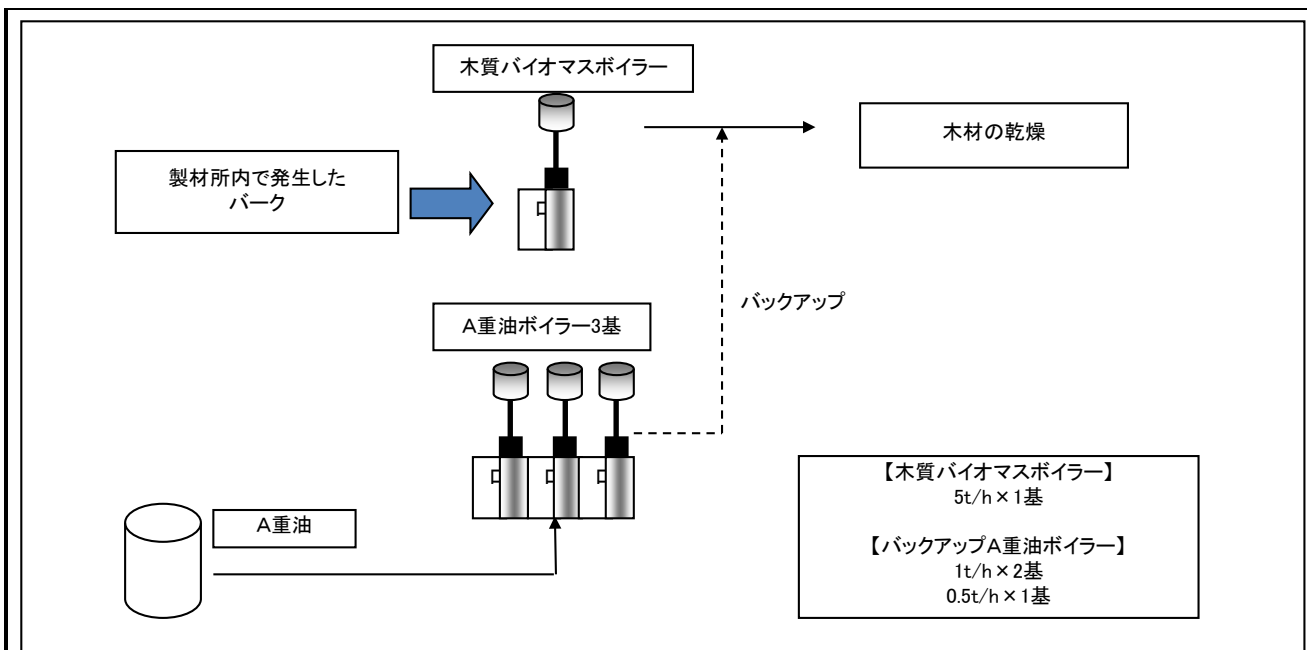 木質バイオマスボイラー
木材の乾燥
製材所内で発生した
バーク
バックアップ
A重油ボイラー3基
A重油
【木質バイオマスボイラー】
5t/h×1基
【バックアップA重油ボイラー】
1t/h×2基
0.5t/h×1基